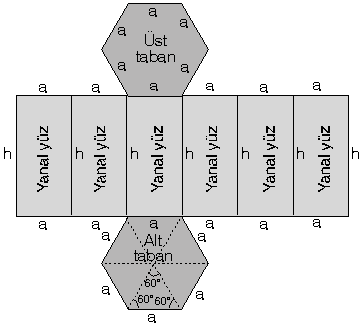 a
a a
Üst
taban
a a
a a a a a a
h Yanal yüz h Yanal yüz h Yanal yüz h Yanal yüz h Yanal yüz h Yanal yüz h
a a a a a a
Alt
taban
a a
60°
a 60° 60° a
a